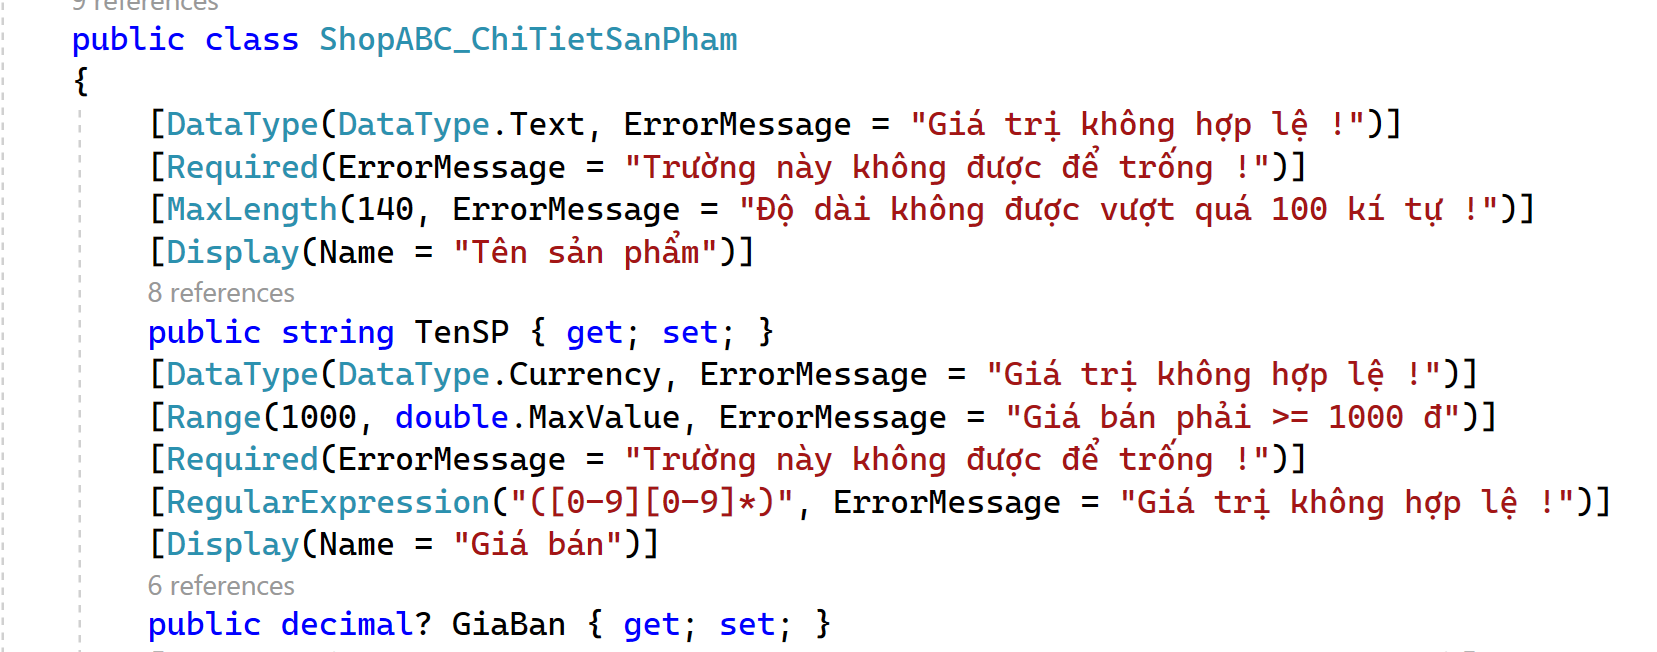 9 references
public class ShopABC_ChiTietSanPham
{
[DataType(DataType.Text, ErrorMessage = "Giá trị không hợp lệ !")]
[Required(ErrorMessage = "Trường này không được để trống !")]
[MaxLength(140, ErrorMessage = "Độ dài không được vượt quá 100 kí tự !")]
[Display(Name = "Tên sản phẩm")]
8 references
public string TenSP { get; set; }
[DataType(DataType.Currency, ErrorMessage = "Giá trị không hợp lệ !")]
[Range(1000, double.MaxValue, ErrorMessage = "Giá bán phải >= 1000 đ")]
[Required(ErrorMessage = "Trường này không được để trống !")]
[RegularExpression("([0-9][0-9]*)", ErrorMessage = "Giá trị không hợp lệ !")]
[Display(Name = "Giá bán")]
6 references
public decimal? GiaBan { get; set; }